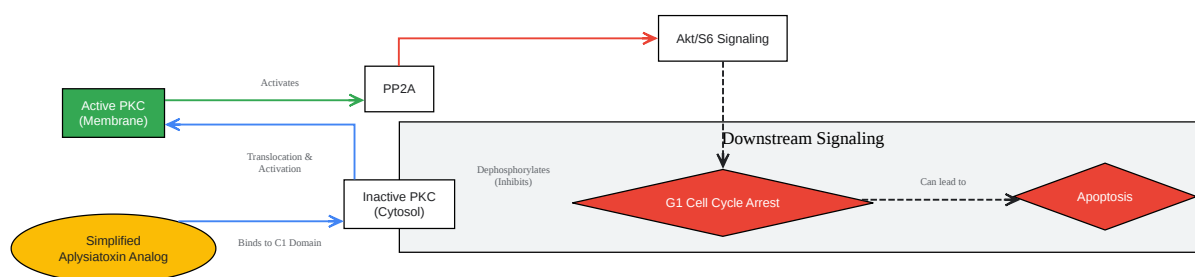 Akt/S6 Signaling
Activates
PP2A
Active PKC
(Membrane)
Downstream Signaling
Translocation &
Activation
Dephosphorylates
(Inhibits)
Inactive PKC
(Cytosol)
G1 Cell Cycle Arrest
Can lead to
Apoptosis
Simplified
Aplysiatoxin Analog
Binds to C1 Domain